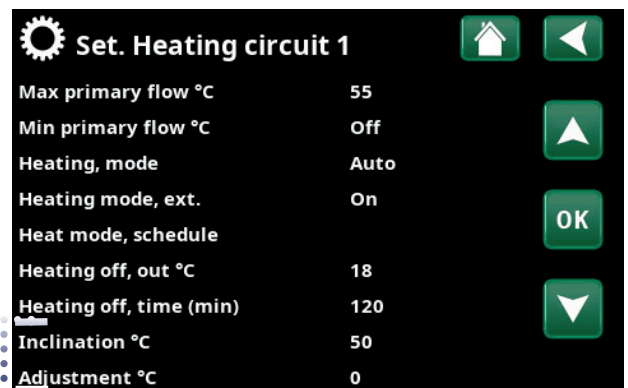 Set. Heating circuit 1
Max primary flow °C 55
Min primary flow °C Off
Heating, mode Auto
Heating mode, ext. On
OK
Heat mode, schedule
Heating off, out °C 18
Heating off, time (min) 120
Inclination °C 50
Adjustment °C 0